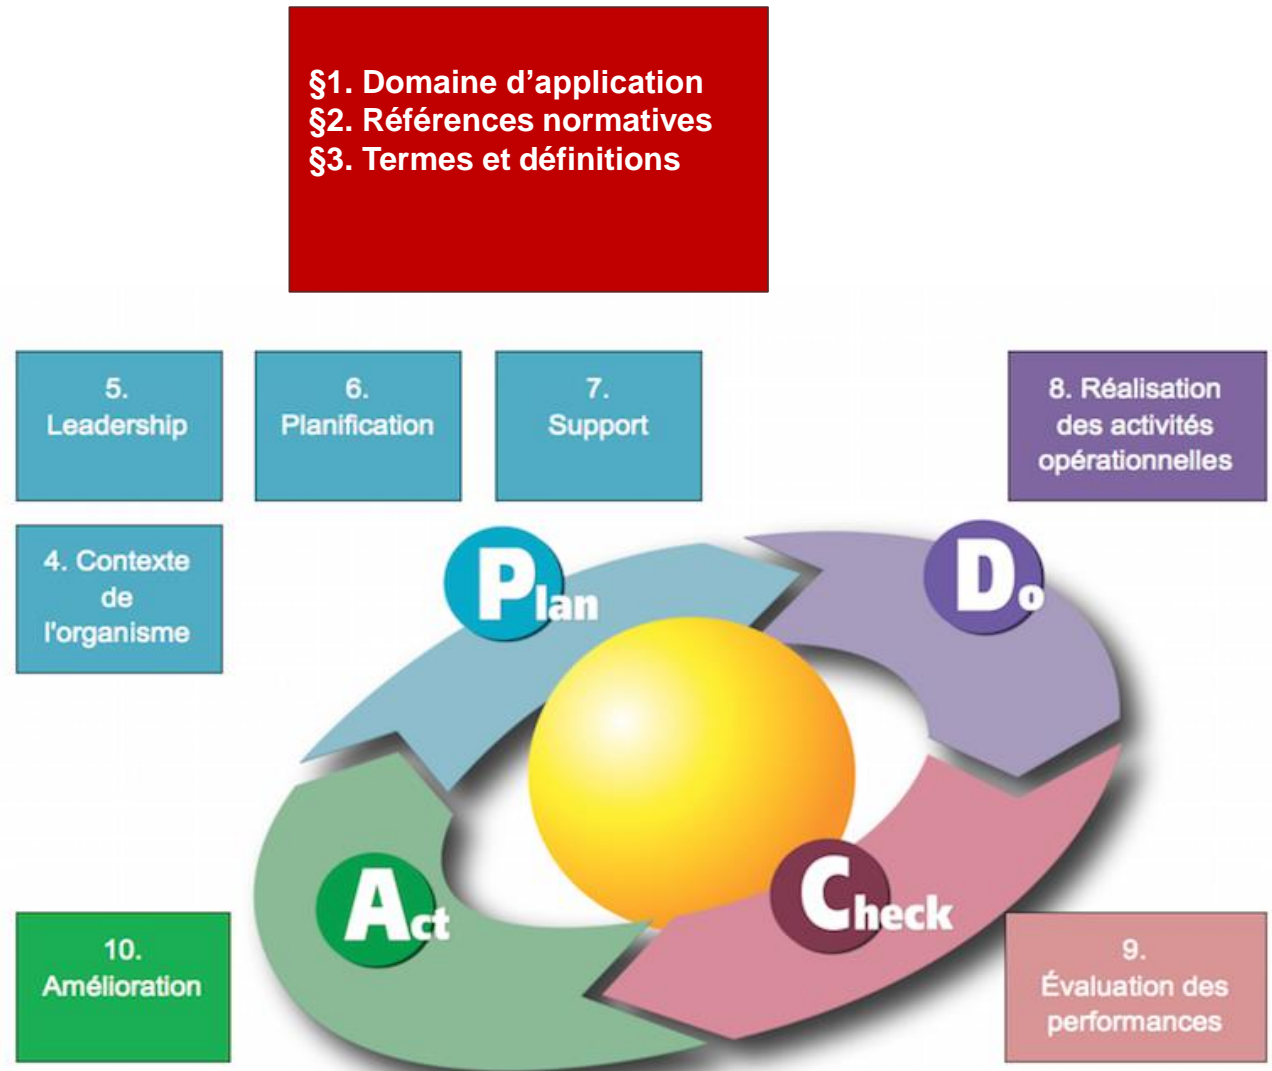 §1. Domaine d’application
§2. Références normatives
§3. Termes et définitions
5.
Leadership
6.
Planification
7.
Support
8. Réalisation
des activités
opérationnelles
4. Contexte
de
l'organisme
Plan
Do
Act
Check
10.
Amélioration
9.
Évaluation des
performances